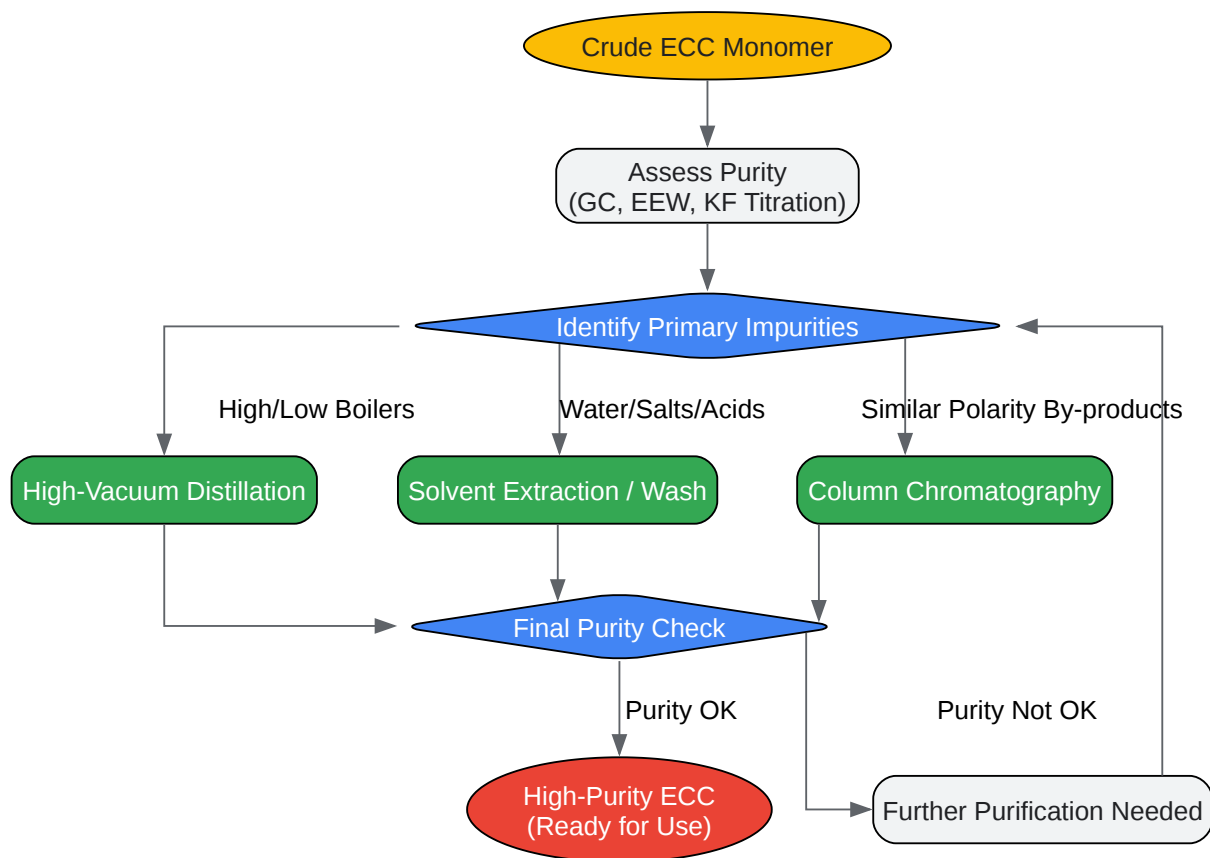 Crude ECC Monomer
Assess Purity
(GC, EEW, KF Titration)
Identify Primary Impurities
High/Low Boilers
Water/Salts/Acids
Similar Polarity By-products
High-Vacuum Distillation
Solvent Extraction / Wash
Column Chromatography
Final Purity Check
Purity OK
Purity Not OK
High-Purity ECC
(Ready for Use)
Further Purification Needed